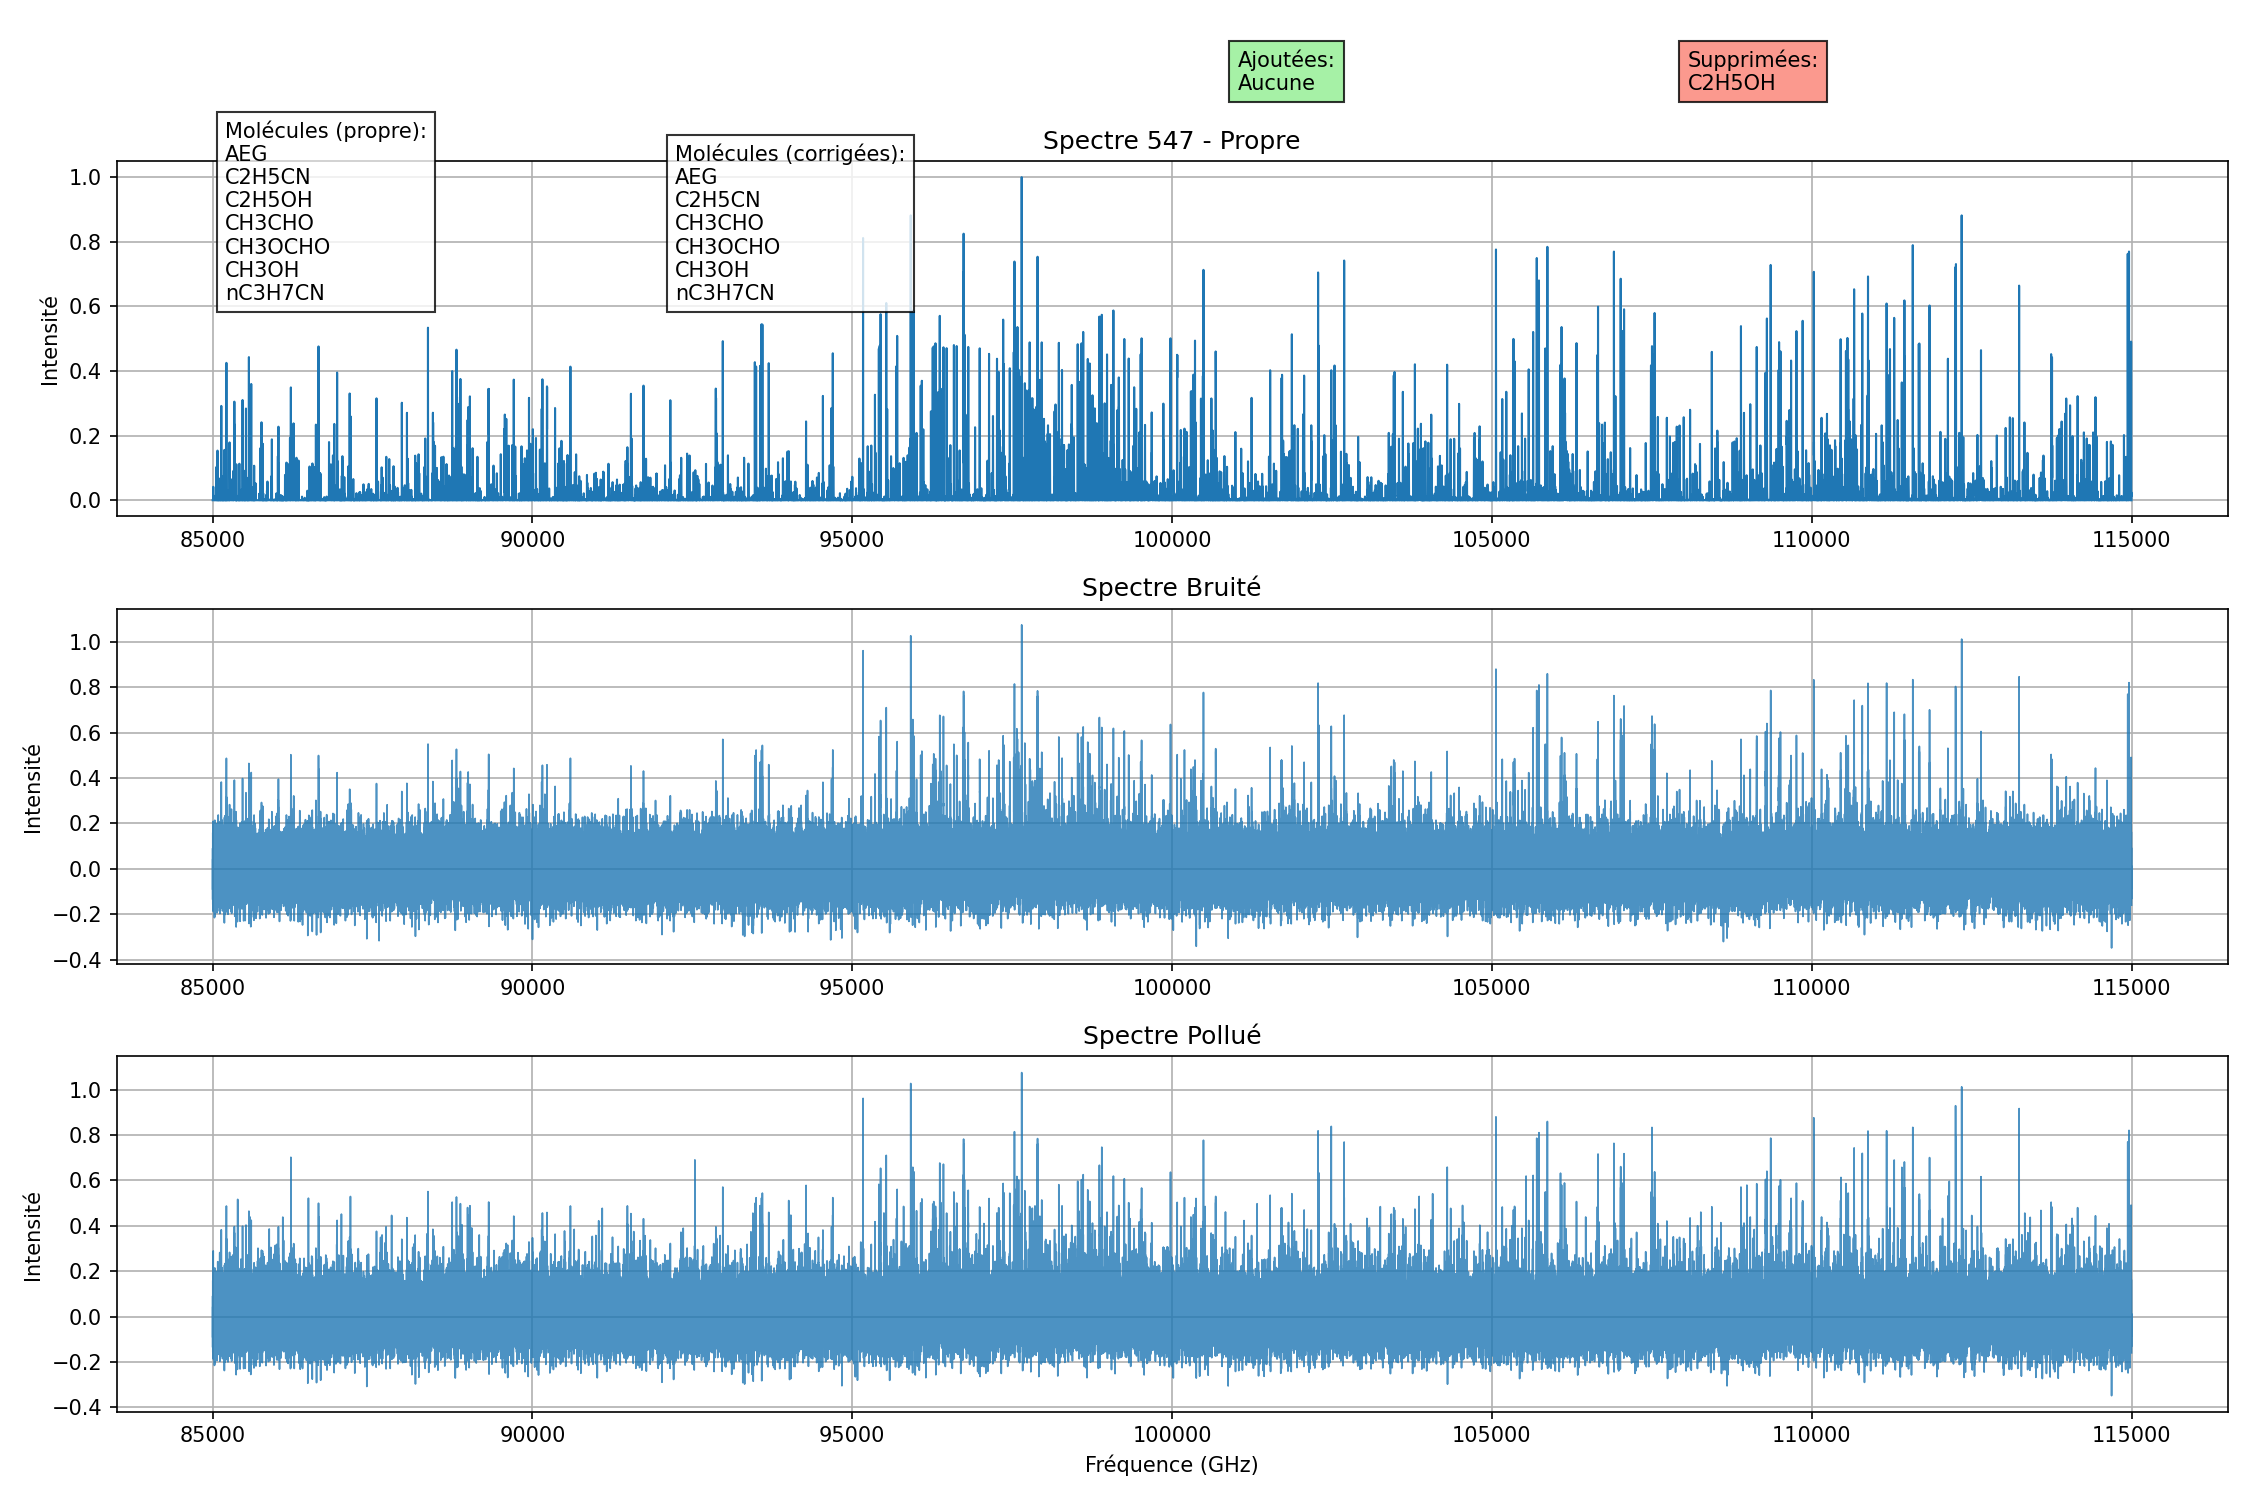 Ajoutées:
Aucune
Supprimées:
C2H5OH
Molécules (propre):
AEG
C2H5CN
C2H5OH
CH3CHO
CH3OCHO
CH3OH
nC3H7CN
Molécules (corrigées):
AEG
C2H5CN
CH3CHO
CH3OCHO
CH3OH
nC3H7CN
Spectre 547 - Propre
Intensité
1.0
0.8
0.6
0.4
0.2
0.0
85000 90000 95000 100000 105000 110000 115000
Spectre Bruité
Intensité
1.0
0.8
0.6
0.4
0.2
0.0
−0.2
−0.4
85000 90000 95000 100000 105000 110000 115000
Spectre Pollué
Intensité
1.0
0.8
0.6
0.4
0.2
0.0
−0.2
−0.4
85000 90000 95000 100000 105000 110000 115000
Fréquence (GHz)